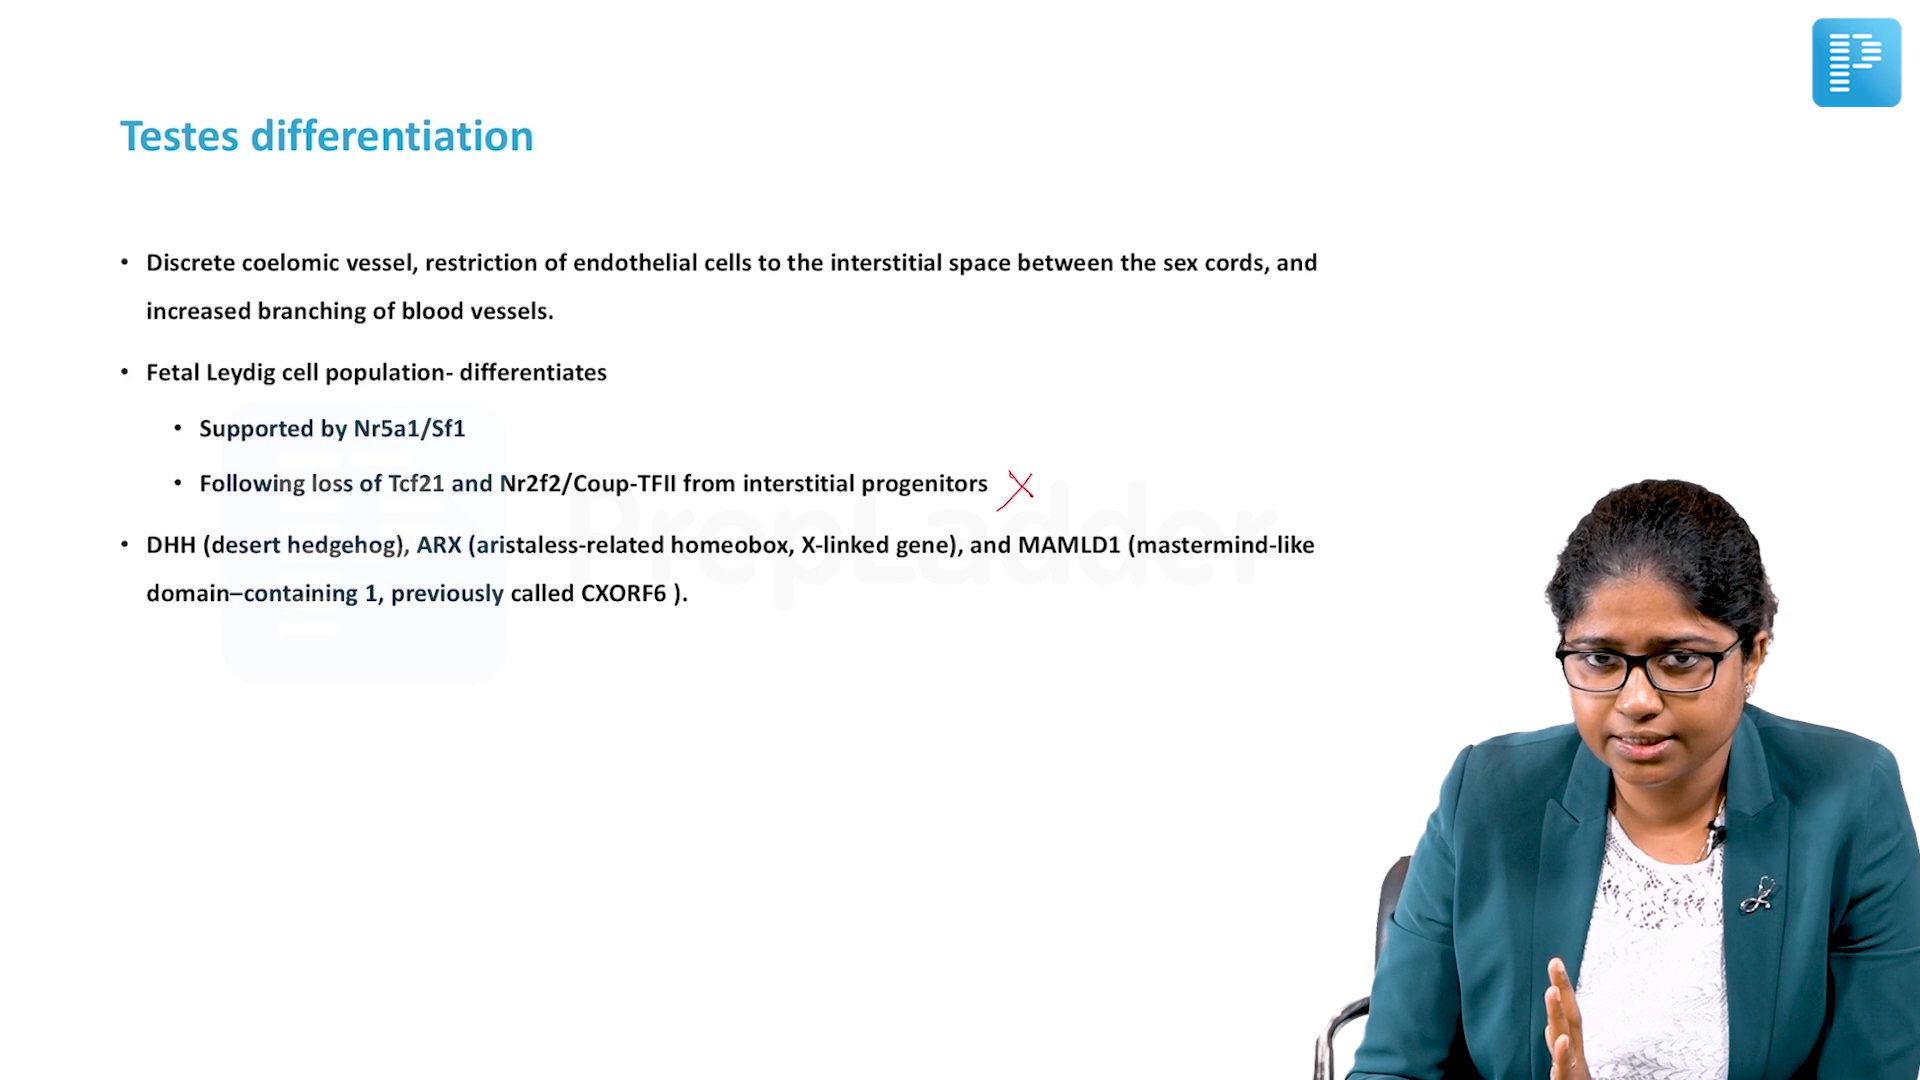 Testes differentiation
• Discrete coelomic vessel, restriction of endothelial cells to the interstitial space between the sex cords, and
increased branching of blood vessels.
• Fetal Leydig cell population- differentiates
• Supported by Nr5a1/Sf1
• Following loss of Tcf21 and Nr2f2/Coup-TFII from interstitial progenitors
PrepLadder
• DHH (desert hedgehog), ARX (aristaless-related homeobox, X-linked gene), and MAMLD1 (mastermind-like
domain–containing 1, previously called CXORF6 ).